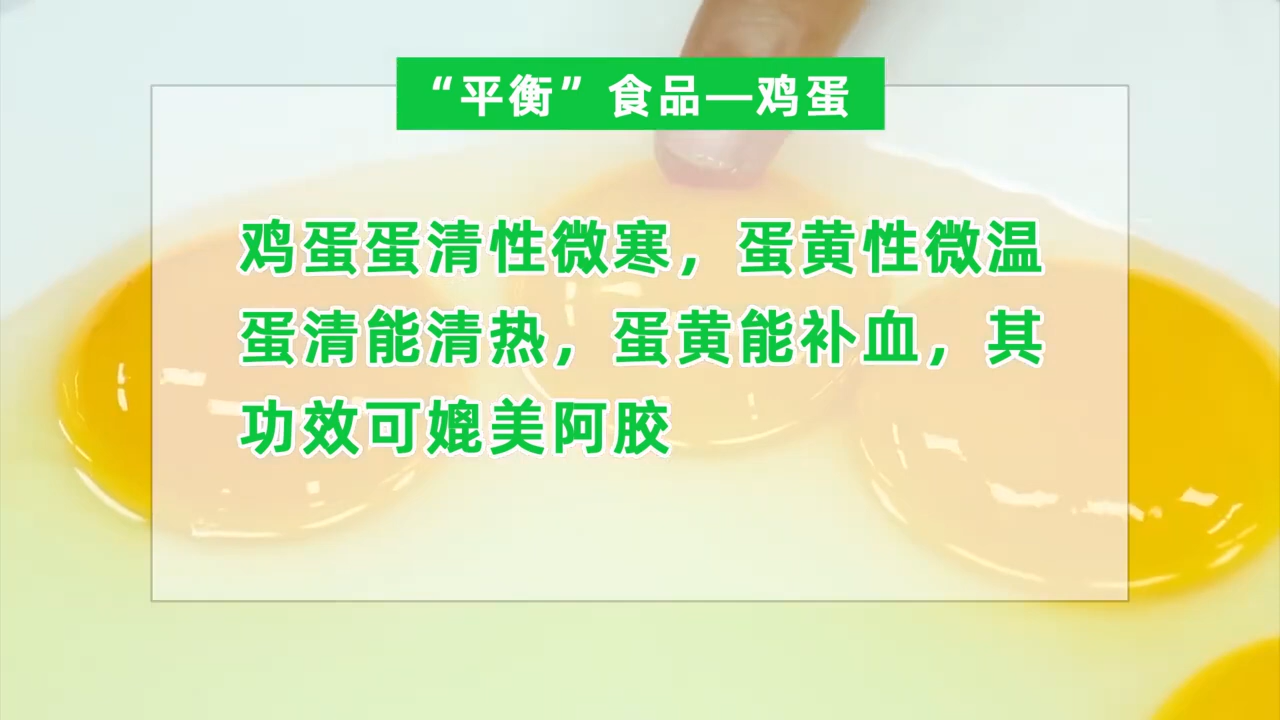 “平衡”食品—鸡蛋
鸡蛋蛋清性微寒，蛋黄性微温
蛋清能清热，蛋黄能补血，其
功效可媲美阿胶